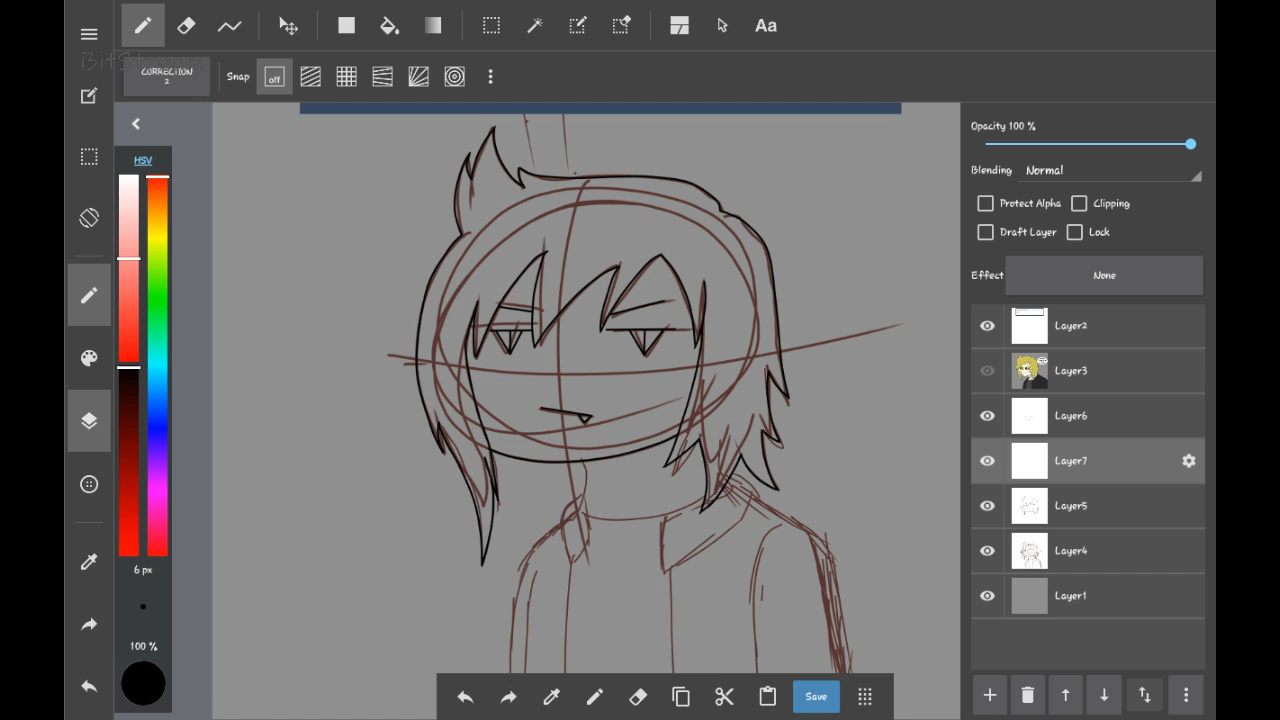 Aa
CORRECTION
2
Snap
off
HSV
6 px
100 %
Opacity 100 %
Blending Normal
Protect Alpha Clipping
Draft Layer Lock
Effect None
Layer2
Layer3
Layer6
Layer7
Layer5
Layer4
Layer1
Save